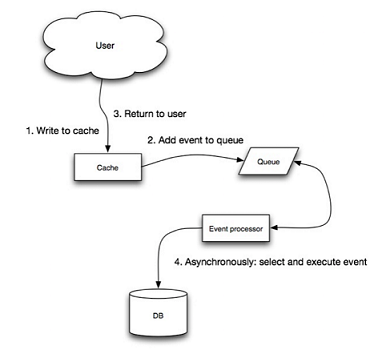 User
3. Return to user
1. Write to cache
2. Add event to queue
Cache
Queue
Event processor
4. Asynchronously: select and execute event
DB